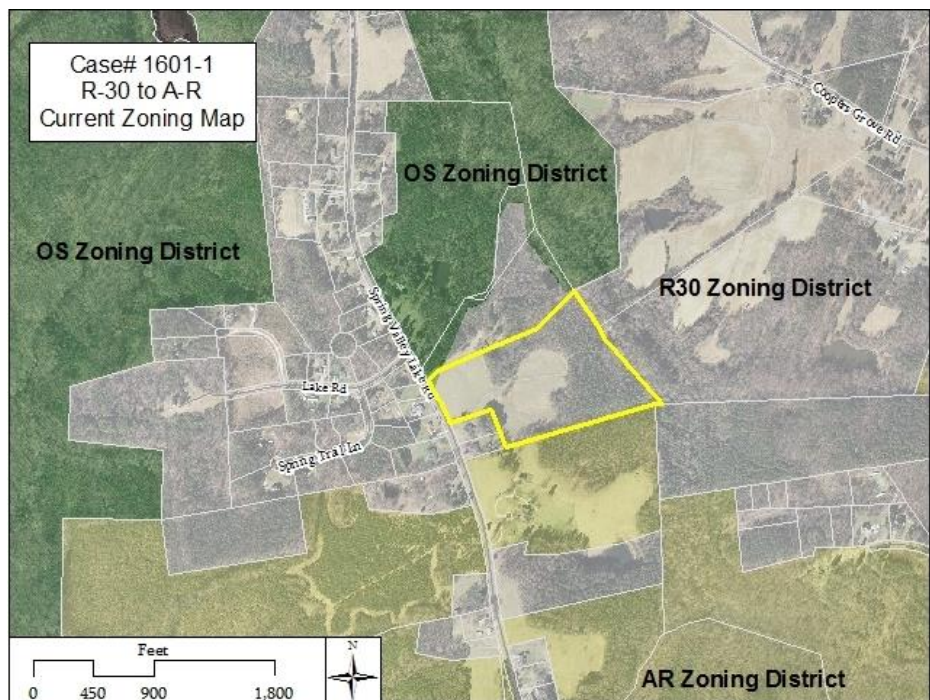 Case# 1601-1
R-30 to A-R
Current Zoning Map
Coopers Grove Rd
OS Zoning District
OS Zoning District
R30 Zoning District
Spring Valley Lake Rd
Lake Rd
Spring Trail Ln
AR Zoning District
Feet
0 450 900 1,800
N